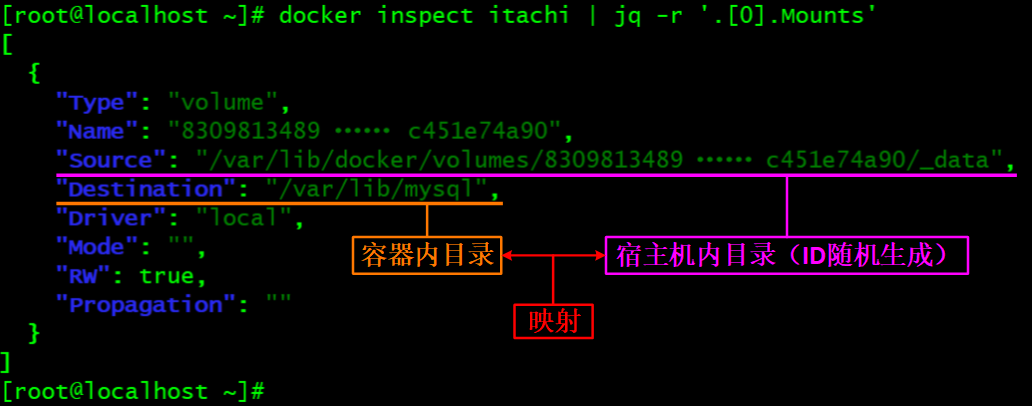 [root@localhost ~]# docker inspect itachi | jq -r '.[0].Mounts'
[
{
"Type": "volume",
"Name": "8309813489 ······ c451e74a90",
"Source": "/var/lib/docker/volumes/8309813489 ······ c451e74a90/_data",
"Destination": "/var/lib/mysql",
"Driver": "local",
"Mode": "",
"RW": true,
"Propagation": ""
}
]
[root@localhost ~]#
容器内目录
宿主机内目录（ID随机生成）
映射